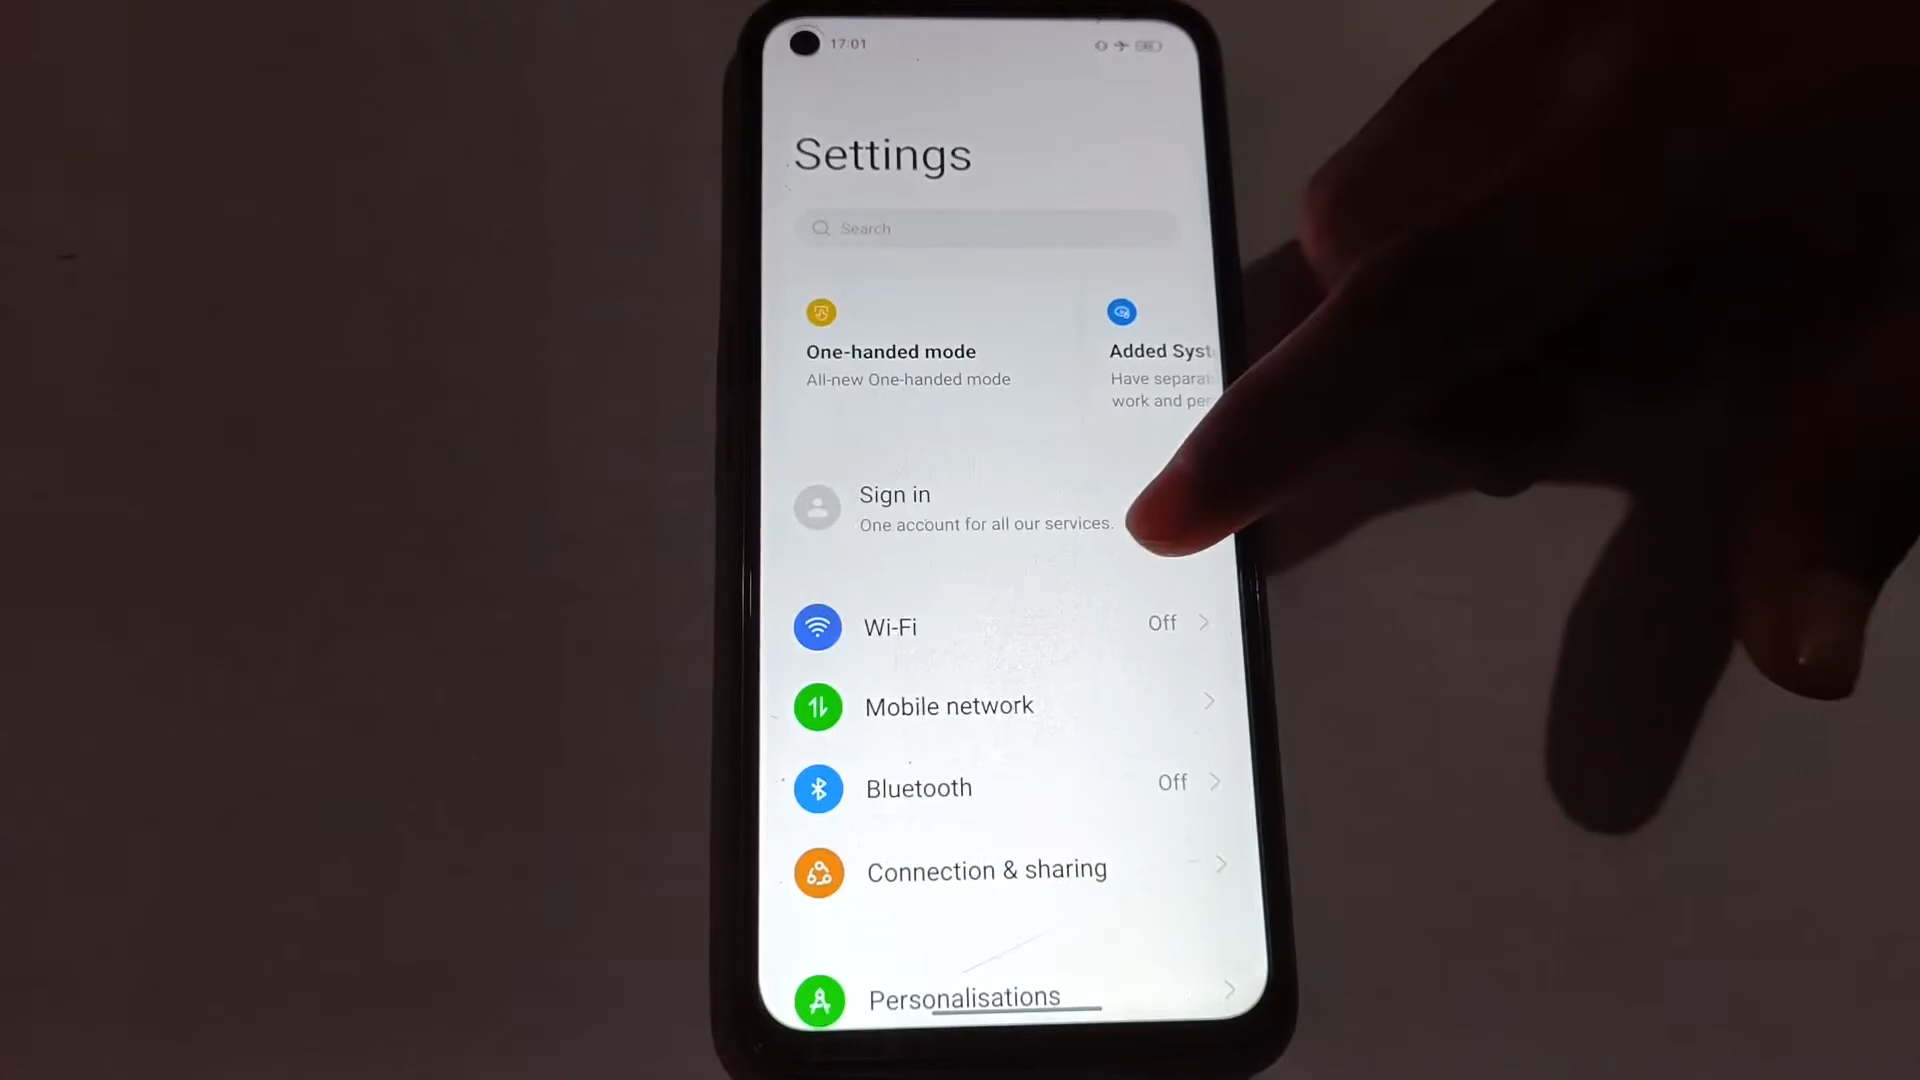 17:01
Settings
Search
One-handed mode
All-new One-handed mode
Added Syst
Have separat
work and per
Sign in
One account for all our services.
Wi-Fi
Off
Mobile network
Bluetooth
Off
Connection & sharing
Personalisations